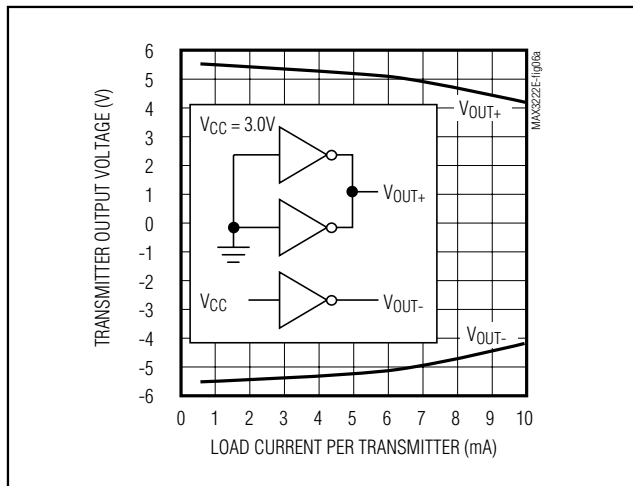 TRANSMITTER OUTPUT VOLTAGE (V)
6
5
4
3
2
1
0
-1
-2
-3
-4
-5
-6
VCC = 3.0V
VOUT+
VCC
VOUT-
VOUT+
VOUT-
MAX3222E-fig06a
0 1 2 3 4 5 6 7 8 9 10
LOAD CURRENT PER TRANSMITTER (mA)